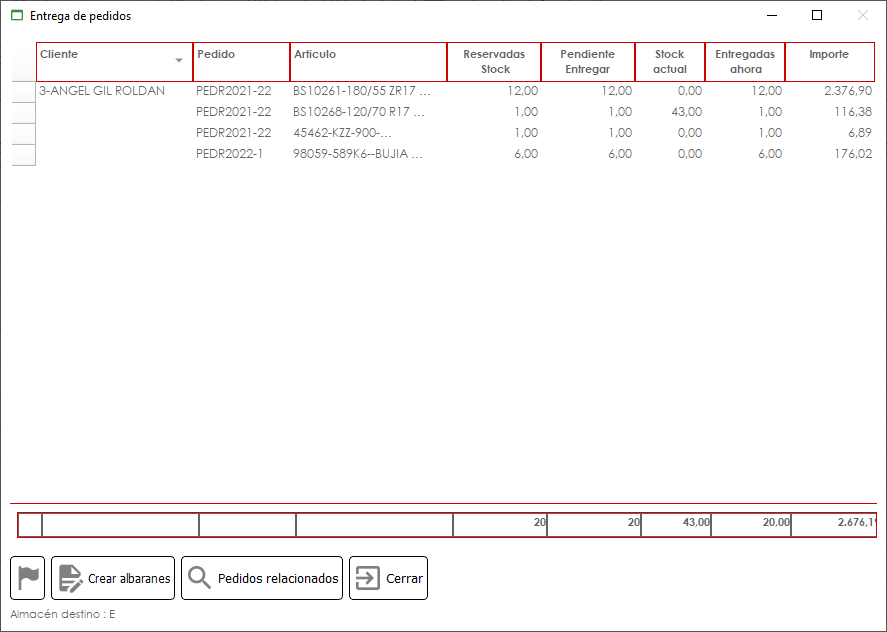 Entrega de pedidos
Cliente Pedido Articulo Reservadas Stock Pendiente Entregar Stock actual Entregadas ahora Importe
3-ANGEL GIL ROLDAN PEDR2021-22 BS10261-180/55 ZR17 ... 12,00 12,00 0,00 12,00 2.376,90
PEDR2021-22 BS10268-120/70 R17 ... 1,00 1,00 43,00 1,00 116,38
PEDR2021-22 45462-KZZ-900-... 1,00 1,00 0,00 1,00 6,89
PEDR2022-1 98059-589K6--BUJIA ... 6,00 6,00 0,00 6,00 176,02
20 20 43,00 20,00 2.676,19
Crear albaranes Pedidos relacionados Cerrar
Almacén destino : E